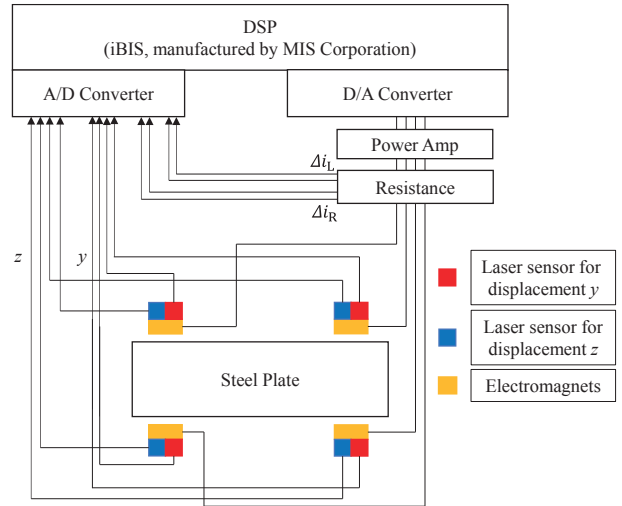 DSP
(iBIS, manufactured by MIS Corporation)
A/D Converter
D/A Converter
Power Amp
Δi_L
Resistance
Δi_R
z
y
Laser sensor for
displacement y
Laser sensor for
displacement z
Steel Plate
Electromagnets